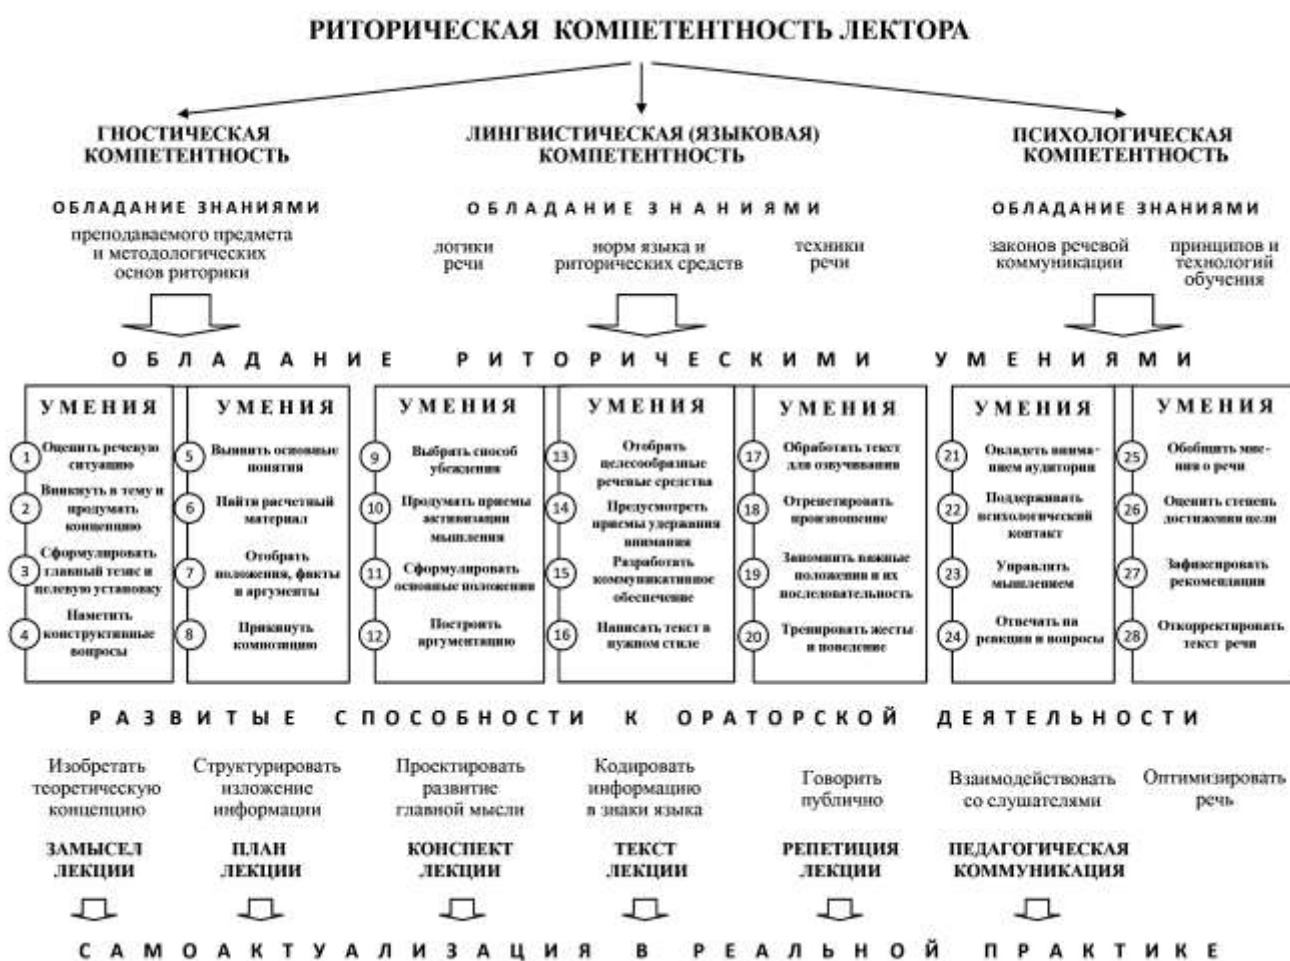 РИТОРИЧЕСКАЯ КОМПЕТЕНТНОСТЬ ЛЕКТОРА
ГНОСТИЧЕСКАЯ
КОМПЕТЕНТНОСТЬ
ЛИНГВИСТИЧЕСКАЯ (ЯЗЫКОВАЯ)
КОМПЕТЕНТНОСТЬ
ПСИХОЛОГИЧЕСКАЯ
КОМПЕТЕНТНОСТЬ
ОБЛАДАНИЕ ЗНАНИЯМИ
преподаваемого предмета
и методологических
основ риторики
ОБЛАДАНИЕ ЗНАНИЯМИ
логики
речи
норм языка и
риторических средств
техники
речи
ОБЛАДАНИЕ ЗНАНИЯМИ
законов речевой
коммуникации
принципов и
технологий
обучения
ОБЛАДАНИЕ РИТОРИЧЕСКИМИ УМЕНИЯМИ
УМЕНИЯ
1 Оценить речевую
ситуацию
2 Вникнуть в тему и
продумать
концепцию
3 Сформулировать
главный тезис и
целевую установку
4 Наметить
конструктивные
вопросы
УМЕНИЯ
5 Выявить основные
понятия
6 Найти расчетный
материал
7 Отобрать
положения, факты
и аргументы
8 Прикинуть
композицию
УМЕНИЯ
9 Выбрать способ
убеждения
10 Продумать приемы
активизации
мышления
11 Сформулировать
основные положения
12 Построить
аргументацию
УМЕНИЯ
13 Отобрать
целесообразные
речевые средства
14 Предусмотреть
приемы удержания
внимания
15 Разработать
коммуникативное
обеспечение
16 Написать текст в
нужном стиле
УМЕНИЯ
17 Обработать текст
для озвучивания
18 Отрепетировать
произношение
19 Запомнить важные
положения и их
последовательность
20 Тренировать жесты
и поведение
УМЕНИЯ
21 Овладеть внима-
нием аудитории
22 Поддерживать
психологический
контакт
23 Управлять
мышлением
24 Отвечать на
реакции и вопросы
УМЕНИЯ
25 Обобщить мне-
ния о речи
26 Оценить степень
достижения цели
27 Зафиксировать
рекомендации
28 Откорректировать
текст речи
РАЗВИТЫЕ СПОСОБНОСТИ К ОРАТОРСКОЙ ДЕЯТЕЛЬНОСТИ
Изобретать
теоретическую
концепцию
Структурировать
изложение
информации
Проектировать
развитие
главной мысли
Кодировать
информацию
в знаки языка
Говорить
публично
Взаимодействовать
со слушателями
Оптимизировать
речь
ЗАМЫСЕЛ
ЛЕКЦИИ
ПЛАН
ЛЕКЦИИ
КОНСПЕКТ
ЛЕКЦИИ
ТЕКСТ
ЛЕКЦИИ
РЕПЕТИЦИЯ
ЛЕКЦИИ
ПЕДАГОГИЧЕСКАЯ
КОММУНИКАЦИЯ
САМОАКТУАЛИЗАЦИЯ В РЕАЛЬНОЙ ПРАКТИКЕ